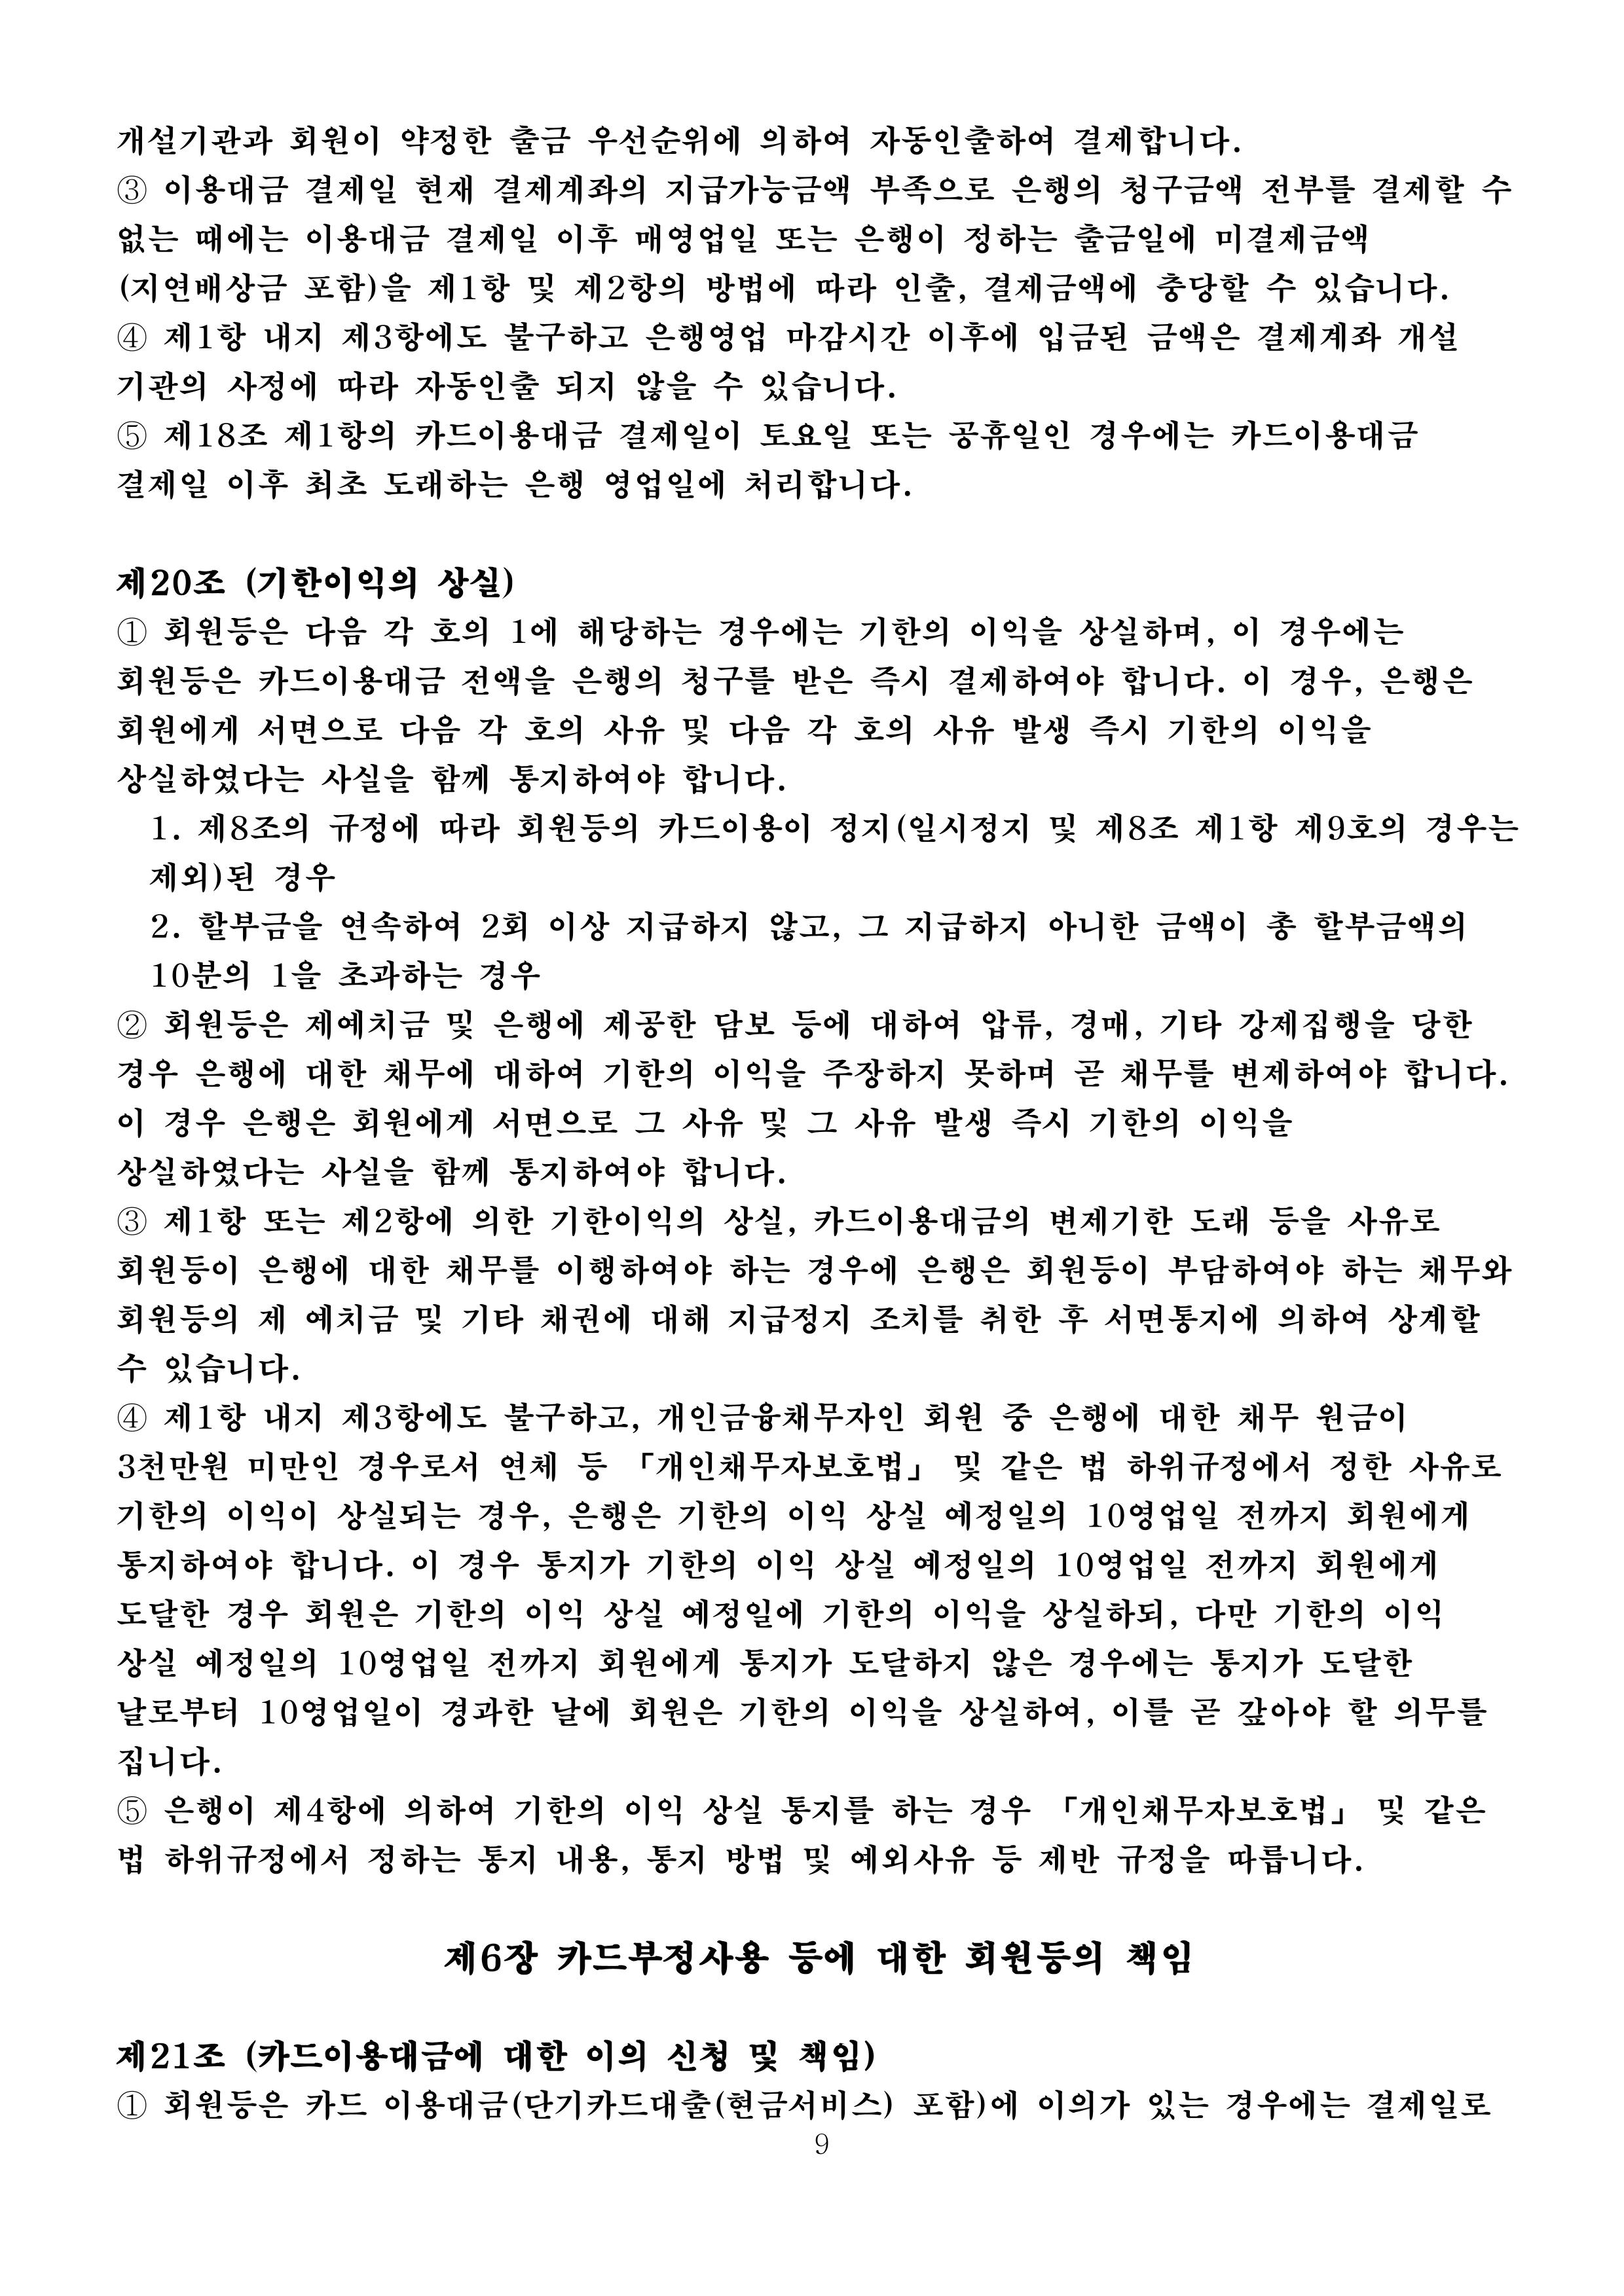 개설기관과 회원이 약정한 출금 우선순위에 의하여 자동인출하여 결제합니다.
③ 이용대금 결제일 현재 결제계좌의 지급가능금액 부족으로 은행의 청구금액 전부를 결제할 수
없는 때에는 이용대금 결제일 이후 매영업일 또는 은행이 정하는 출금일에 미결제금액
(지연배상금 포함)을 제1항 및 제2항의 방법에 따라 인출, 결제금액에 충당할 수 있습니다.
④ 제1항 내지 제3항에도 불구하고 은행영업 마감시간 이후에 입금된 금액은 결제계좌 개설
기관의 사정에 따라 자동인출 되지 않을 수 있습니다.
⑤ 제18조 제1항의 카드이용대금 결제일이 토요일 또는 공휴일인 경우에는 카드이용대금
결제일 이후 최초 도래하는 은행 영업일에 처리합니다.
제20조 (기한이익의 상실)
① 회원등은 다음 각 호의 1에 해당하는 경우에는 기한의 이익을 상실하며, 이 경우에는
회원등은 카드이용대금 전액을 은행의 청구를 받은 즉시 결제하여야 합니다. 이 경우, 은행은
회원에게 서면으로 다음 각 호의 사유 및 다음 각 호의 사유 발생 즉시 기한의 이익을
상실하였다는 사실을 함께 통지하여야 합니다.
1. 제8조의 규정에 따라 회원등의 카드이용이 정지(일시정지 및 제8조 제1항 제9호의 경우는
제외)된 경우
2. 할부금을 연속하여 2회 이상 지급하지 않고, 그 지급하지 아니한 금액이 총 할부금액의
10분의 1을 초과하는 경우
② 회원등은 제예치금 및 은행에 제공한 담보 등에 대하여 압류, 경매, 기타 강제집행을 당한
경우 은행에 대한 채무에 대하여 기한의 이익을 주장하지 못하며 곧 채무를 변제하여야 합니다.
이 경우 은행은 회원에게 서면으로 그 사유 및 그 사유 발생 즉시 기한의 이익을
상실하였다는 사실을 함께 통지하여야 합니다.
③ 제1항 또는 제2항에 의한 기한이익의 상실, 카드이용대금의 변제기한 도래 등을 사유로
회원등이 은행에 대한 채무를 이행하여야 하는 경우에 은행은 회원등이 부담하여야 하는 채무와
회원등의 제 예치금 및 기타 채권에 대해 지급정지 조치를 취한 후 서면통지에 의하여 상계할
수 있습니다.
④ 제1항 내지 제3항에도 불구하고, 개인금융채무자인 회원 중 은행에 대한 채무 원금이
3천만원 미만인 경우로서 연체 등 「개인채무자보호법」 및 같은 법 하위규정에서 정한 사유로
기한의 이익이 상실되는 경우, 은행은 기한의 이익 상실 예정일의 10영업일 전까지 회원에게
통지하여야 합니다. 이 경우 통지가 기한의 이익 상실 예정일의 10영업일 전까지 회원에게
도달한 경우 회원은 기한의 이익 상실 예정일에 기한의 이익을 상실하되, 다만 기한의 이익
상실 예정일의 10영업일 전까지 회원에게 통지가 도달하지 않은 경우에는 통지가 도달한
날로부터 10영업일이 경과한 날에 회원은 기한의 이익을 상실하여, 이를 곧 갚아야 할 의무를
집니다.
⑤ 은행이 제4항에 의하여 기한의 이익 상실 통지를 하는 경우 「개인채무자보호법」 및 같은
법 하위규정에서 정하는 통지 내용, 통지 방법 및 예외사유 등 제반 규정을 따릅니다.
제6장 카드부정사용 등에 대한 회원등의 책임
제21조 (카드이용대금에 대한 이의 신청 및 책임)
① 회원등은 카드 이용대금(단기카드대출(현금서비스) 포함)에 이의가 있는 경우에는 결제일로
9